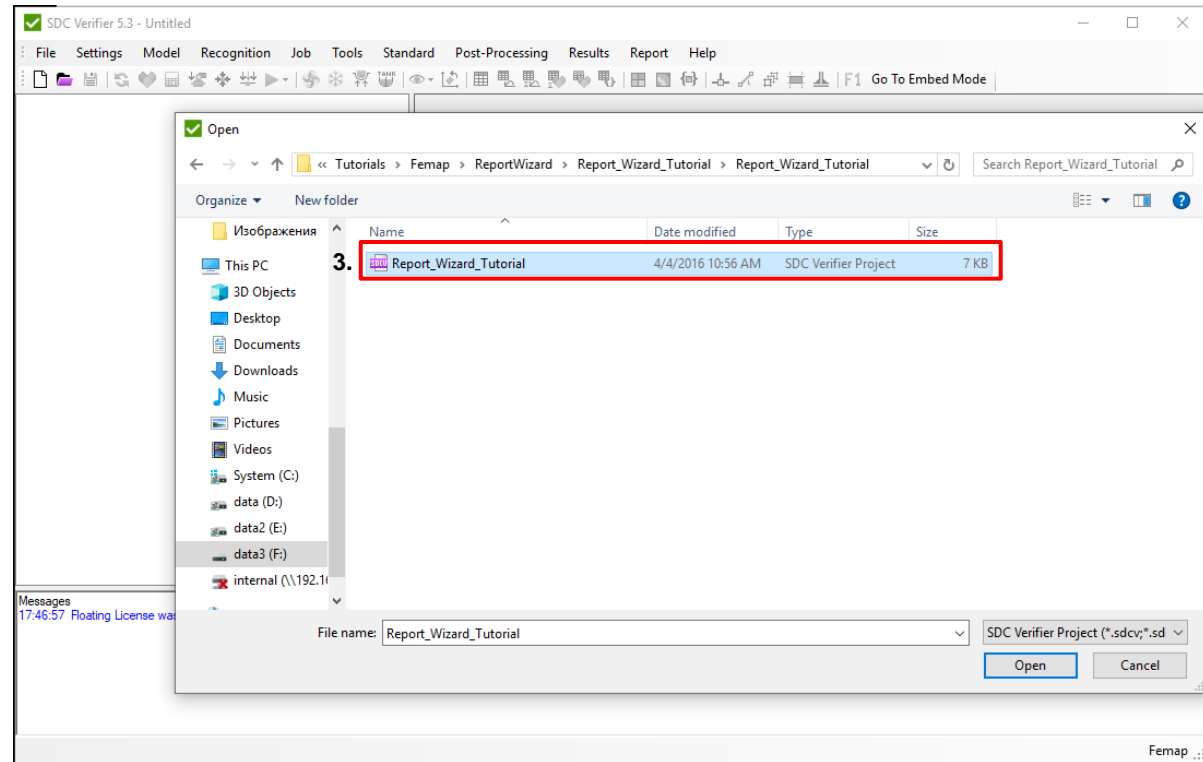 SDC Verifier 5.3 - Untitled
File Settings Model Recognition Job Tools Standard Post-Processing Results Report Help
F1 Go To Embed Mode
Open
« Tutorials > Femap > ReportWizard > Report_Wizard_Tutorial > Report_Wizard_Tutorial
Search Report_Wizard_Tutorial
Organize New folder
Name Date modified Type Size
3. Report_Wizard_Tutorial 4/4/2016 10:56 AM SDC Verifier Project 7 KB
Изображения
This PC
3D Objects
Desktop
Documents
Downloads
Music
Pictures
Videos
System (C:)
data (D:)
data2 (E:)
data3 (F:)
internal (\\192.1
Messages
17:46:57 Floating License was
File name: Report_Wizard_Tutorial
SDC Verifier Project (*.sdcv;*.sd
Open Cancel
Femap